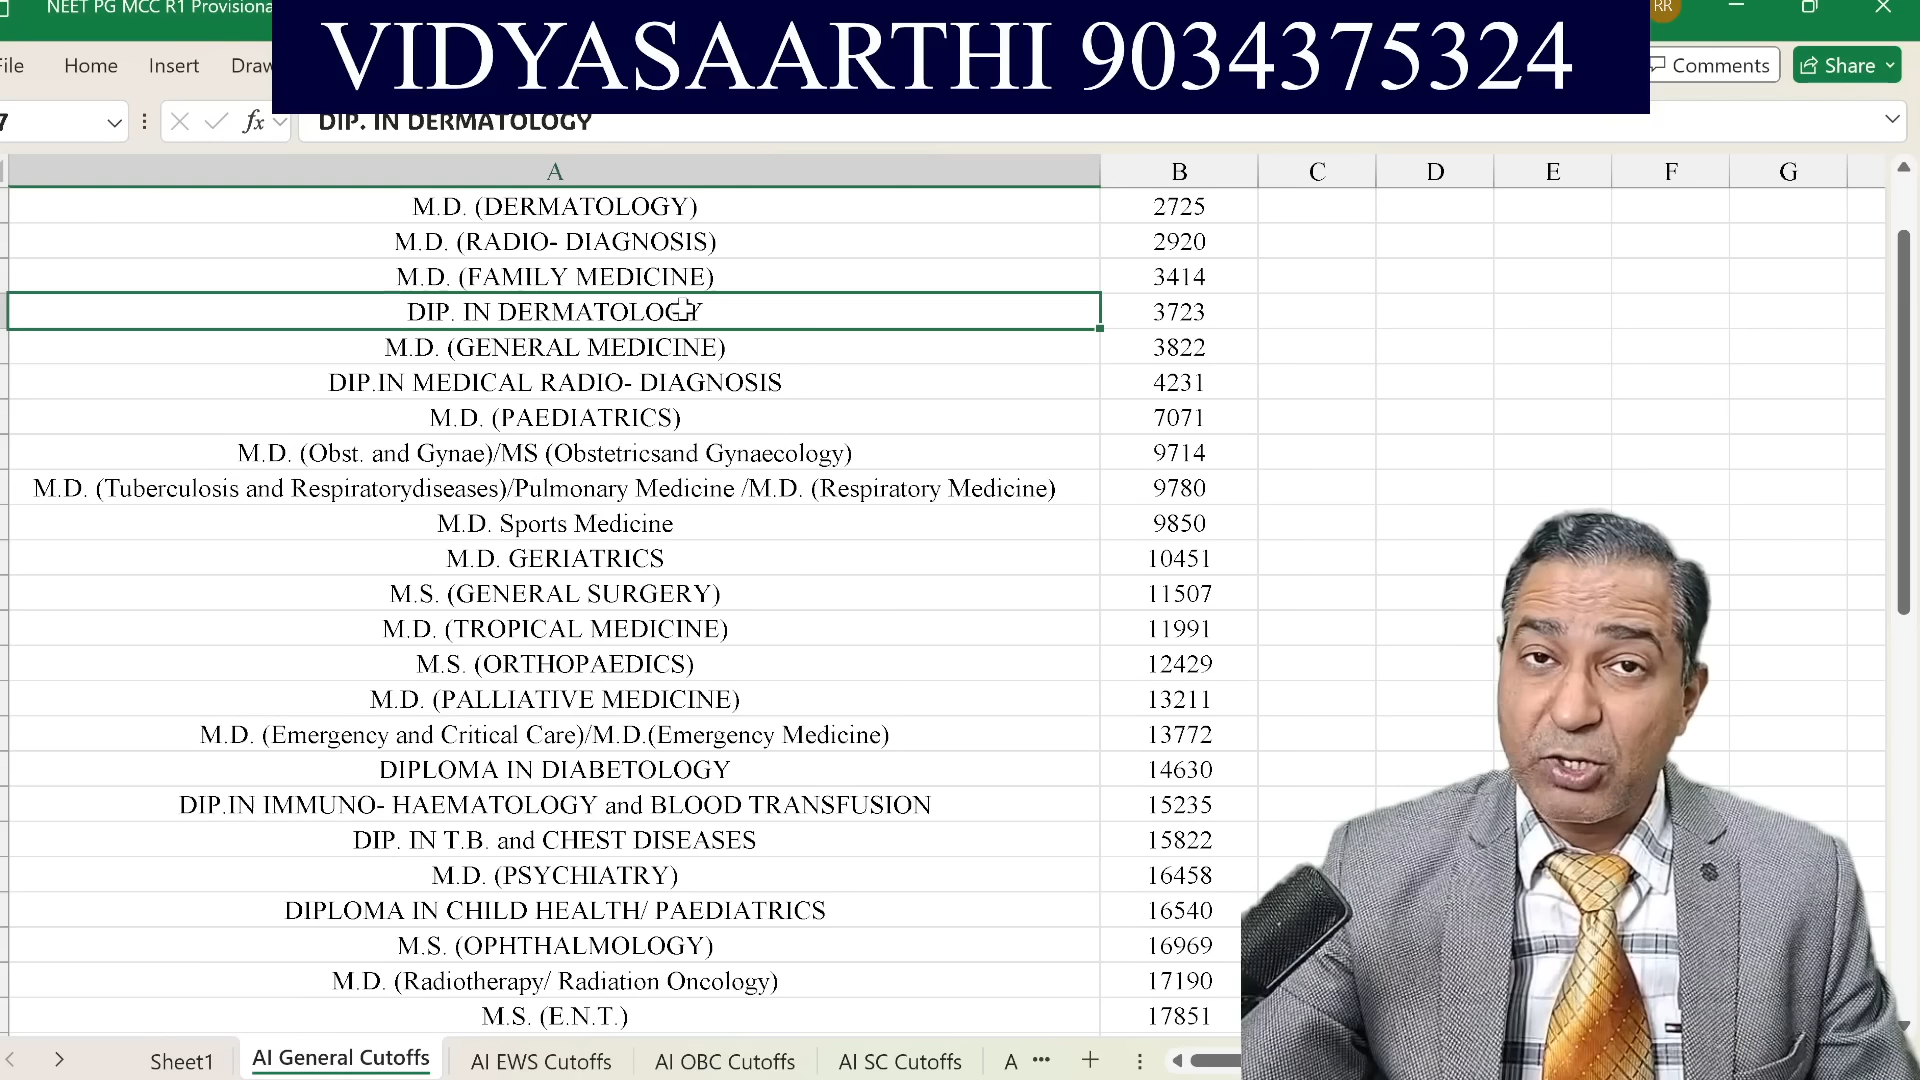 NEET PG MCC R1 Provisiona
VIDYASAARTHI 9034375324
RR
File Home Insert Draw
Comments Share
7
fx DIP. IN DERMATOLOGY
A B C D E F G
M.D. (DERMATOLOGY) 2725
M.D. (RADIO- DIAGNOSIS) 2920
M.D. (FAMILY MEDICINE) 3414
DIP. IN DERMATOLOGY 3723
M.D. (GENERAL MEDICINE) 3822
DIP.IN MEDICAL RADIO- DIAGNOSIS 4231
M.D. (PAEDIATRICS) 7071
M.D. (Obst. and Gynae)/MS (Obstetricsand Gynaecology) 9714
M.D. (Tuberculosis and Respiratorydiseases)/Pulmonary Medicine /M.D. (Respiratory Medicine) 9780
M.D. Sports Medicine 9850
M.D. GERIATRICS 10451
M.S. (GENERAL SURGERY) 11507
M.D. (TROPICAL MEDICINE) 11991
M.S. (ORTHOPAEDICS) 12429
M.D. (PALLIATIVE MEDICINE) 13211
M.D. (Emergency and Critical Care)/M.D.(Emergency Medicine) 13772
DIPLOMA IN DIABETOLOGY 14630
DIP.IN IMMUNO- HAEMATOLOGY and BLOOD TRANSFUSION 15235
DIP. IN T.B. and CHEST DISEASES 15822
M.D. (PSYCHIATRY) 16458
DIPLOMA IN CHILD HEALTH/ PAEDIATRICS 16540
M.S. (OPHTHALMOLOGY) 16969
M.D. (Radiotherapy/ Radiation Oncology) 17190
M.S. (E.N.T.) 17851
Sheet1 AI General Cutoffs AI EWS Cutoffs AI OBC Cutoffs AI SC Cutoffs A ...